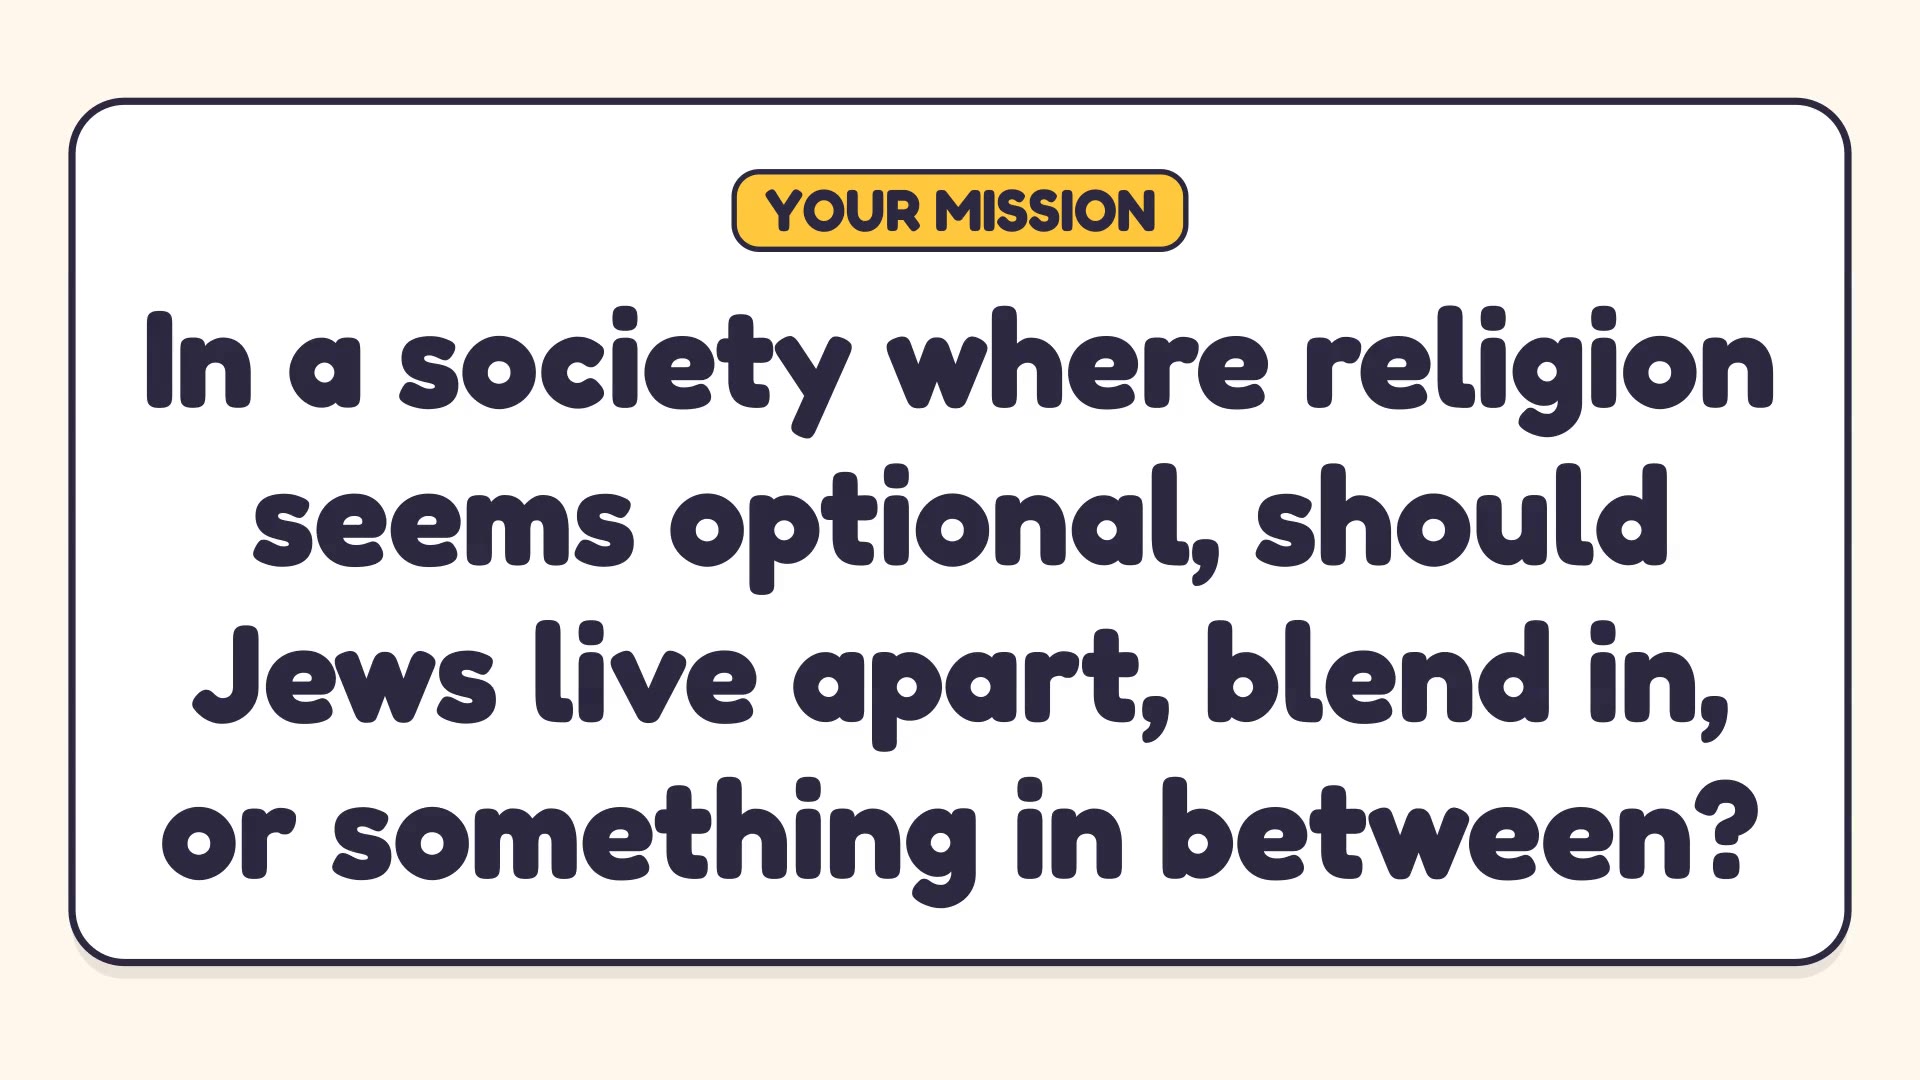 YOUR MISSION
In a society where religion
seems optional, should
Jews live apart, blend in,
or something in between?